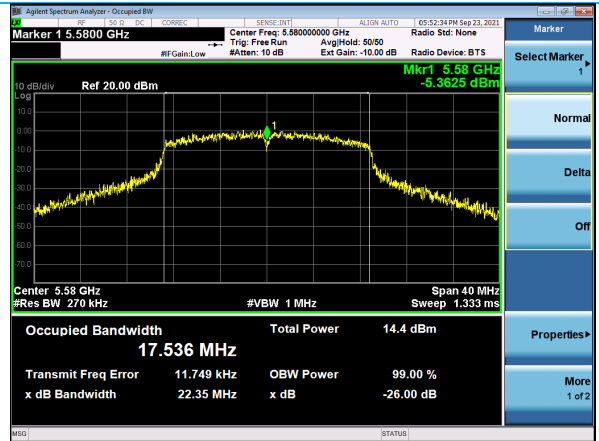 Agilent Spectrum Analyzer - Occupied BW
RF 50 Ω DC CORREC SENSE:INT ALIGN AUTO 05:52:34 PM Sep 23, 2021
Marker 1 5.5800 GHz
Center Freq: 5.580000000 GHz Radio Std: None
Trig: Free Run Avg|Hold: 50/50
#IFGain:Low #Atten: 10 dB Ext Gain: -10.00 dB Radio Device: BTS
Mkr1 5.58 GHz
-5.3625 dBm
10 dB/div Ref 20.00 dBm
Log
10.0
0.00
-10.0
-20.0
-30.0
-40.0
-50.0
-60.0
-70.0
1
Center 5.58 GHz Span 40 MHz
#Res BW 270 kHz #VBW 1 MHz Sweep 1.333 ms
Occupied Bandwidth Total Power 14.4 dBm
17.536 MHz
Transmit Freq Error 11.749 kHz OBW Power 99.00 %
x dB Bandwidth 22.35 MHz x dB -26.00 dB
MSG STATUS
Marker
Select Marker
1
Normal
Delta
Off
Properties
More
1 of 2